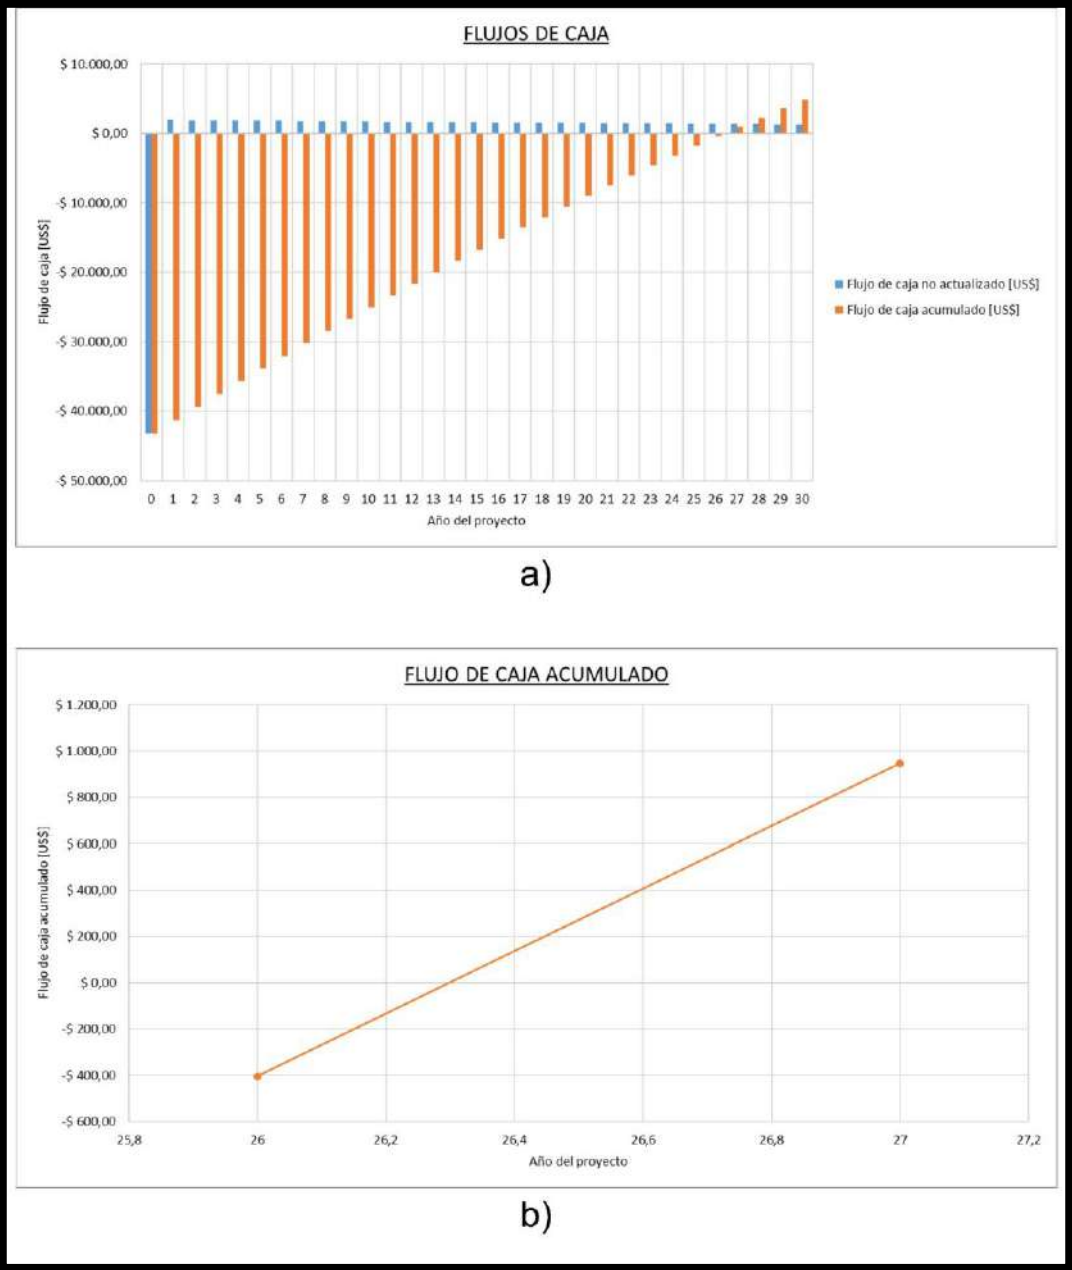 FLUJOS DE CAJA
$ 10.000,00
$ 0,00
-$ 10.000,00
-$ 20.000,00
-$ 30.000,00
-$ 40.000,00
-$ 50.000,00
Flujo de caja [US$]
0 1 2 3 4 5 6 7 8 9 10 11 12 13 14 15 16 17 18 19 20 21 22 23 24 25 26 27 28 29 30
Año del proyecto
Flujo de caja no actualizado [US$]
Flujo de caja acumulado [US$]
a)
FLUJO DE CAJA ACUMULADO
$ 1.200,00
$ 1.000,00
$ 800,00
$ 600,00
$ 400,00
$ 200,00
$ 0,00
-$ 200,00
-$ 400,00
-$ 600,00
Flujo de caja acumulado [US$]
25,8 26 26,2 26,4 26,6 26,8 27 27,2
Año del proyecto
b)